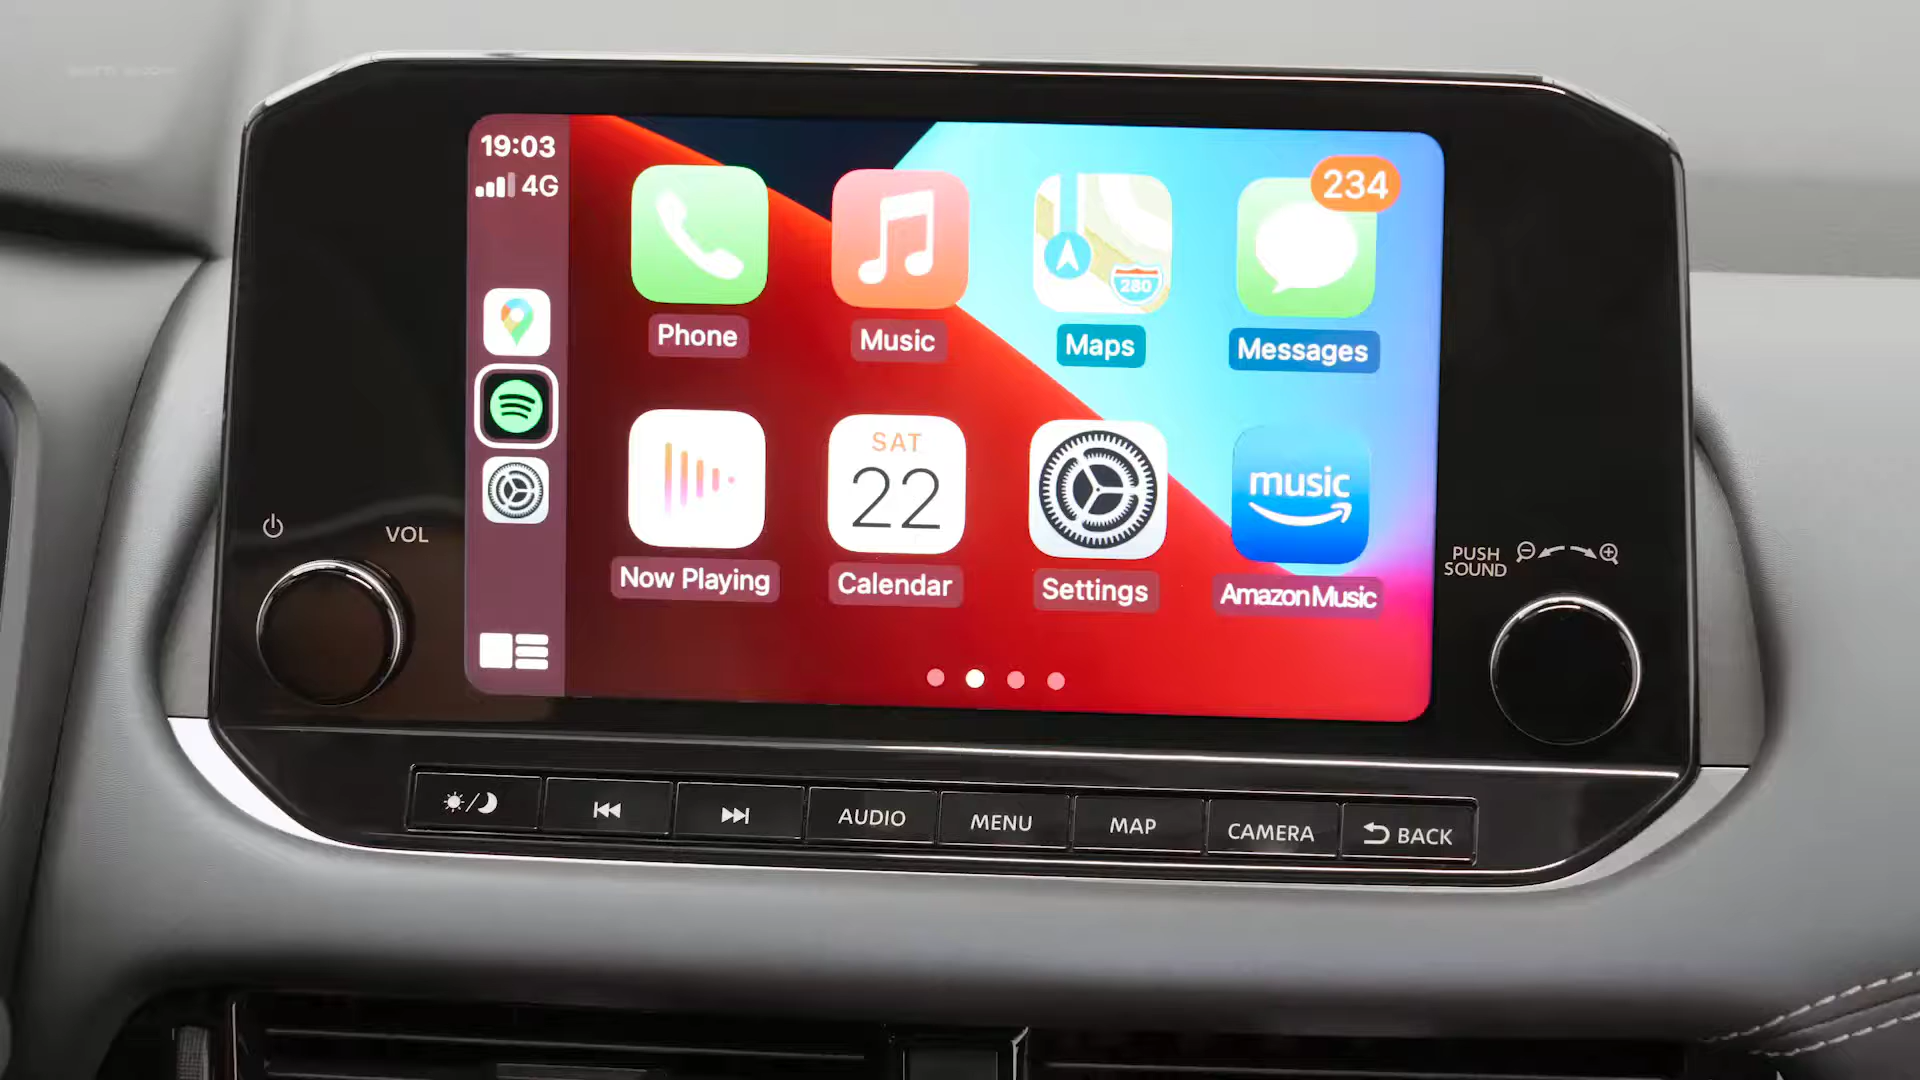 19:03
4G
234
280
Phone
Music
Maps
Messages
SAT
22
music
Now Playing
Calendar
Settings
Amazon Music
VOL
PUSH
SOUND
AUDIO
MENU
MAP
CAMERA
BACK